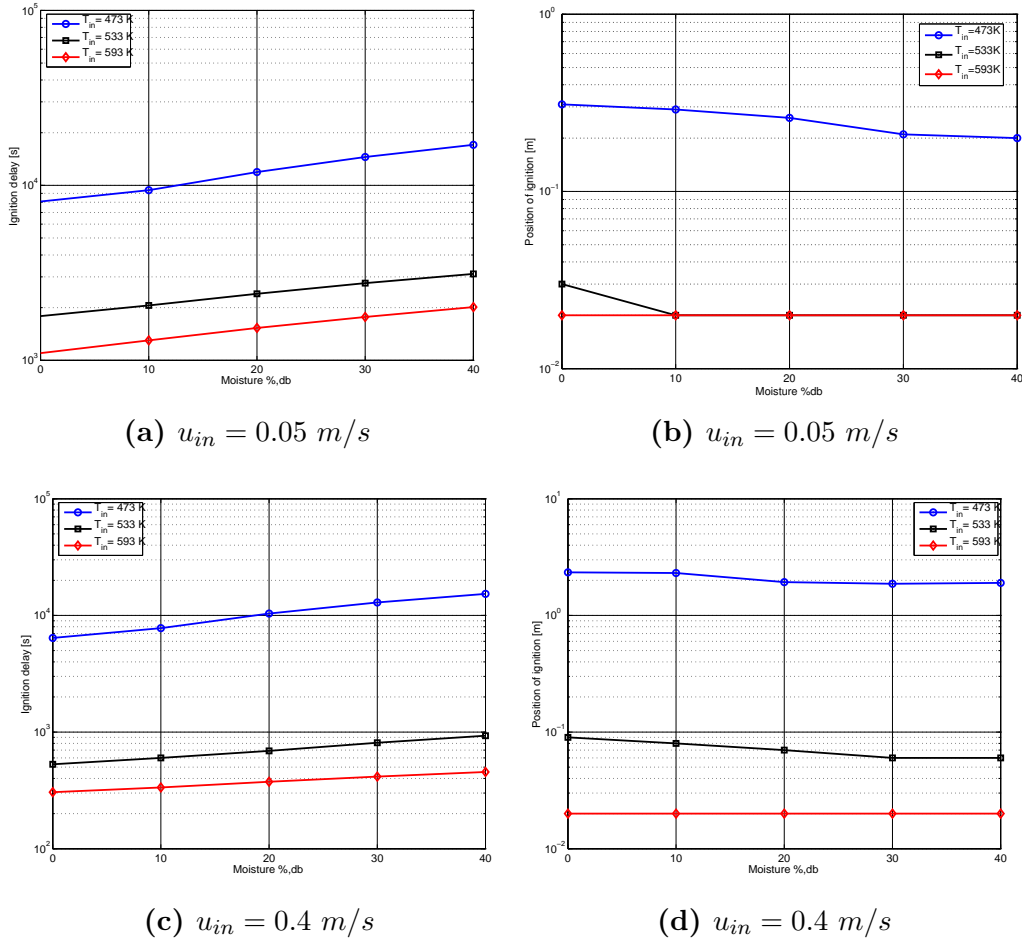 10^5
T_in = 473 K
T_in = 533 K
T_in = 593 K
Ignition delay [s]
10^4
10^3
0 10 20 30 40
Moisture %,db
(a) u_in = 0.05 m/s
10^0
T_in=473K
T_in=533K
T_in=593K
Position of ignition [m]
10^-1
10^-2
0 10 20 30 40
Moisture %db
(b) u_in = 0.05 m/s
10^5
T_in= 473 K
T_in= 533 K
T_in= 593 K
10^4
Ignition delay [s]
10^3
10^2
0 10 20 30 40
Moisture %,db
(c) u_in = 0.4 m/s
10^1
T_in= 473 K
T_in= 533 K
T_in= 593 K
10^0
Position of ignition [m]
10^-1
10^-2
0 10 20 30 40
Moisture %,db
(d) u_in = 0.4 m/s